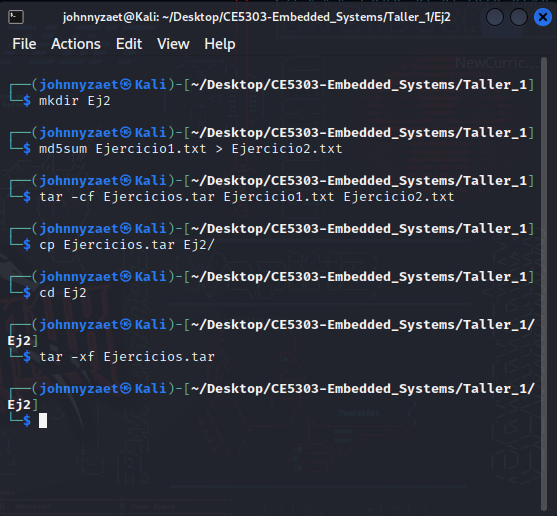 johnnyzaet@Kali: ~/Desktop/CE5303-Embedded_Systems/Taller_1/Ej2
File Actions Edit View Help
NewCurric...
┌──(johnnyzaet㉿Kali)-[~/Desktop/CE5303-Embedded_Systems/Taller_1]
└─$ mkdir Ej2
┌──(johnnyzaet㉿Kali)-[~/Desktop/CE5303-Embedded_Systems/Taller_1]
└─$ md5sum Ejercicio1.txt > Ejercicio2.txt
┌──(johnnyzaet㉿Kali)-[~/Desktop/CE5303-Embedded_Systems/Taller_1]
└─$ tar -cf Ejercicios.tar Ejercicio1.txt Ejercicio2.txt
┌──(johnnyzaet㉿Kali)-[~/Desktop/CE5303-Embedded_Systems/Taller_1]
└─$ cp Ejercicios.tar Ej2/
┌──(johnnyzaet㉿Kali)-[~/Desktop/CE5303-Embedded_Systems/Taller_1]
└─$ cd Ej2
┌──(johnnyzaet㉿Kali)-[~/Desktop/CE5303-Embedded_Systems/Taller_1/
Ej2]
└─$ tar -xf Ejercicios.tar
┌──(johnnyzaet㉿Kali)-[~/Desktop/CE5303-Embedded_Systems/Taller_1/
Ej2]
└─$